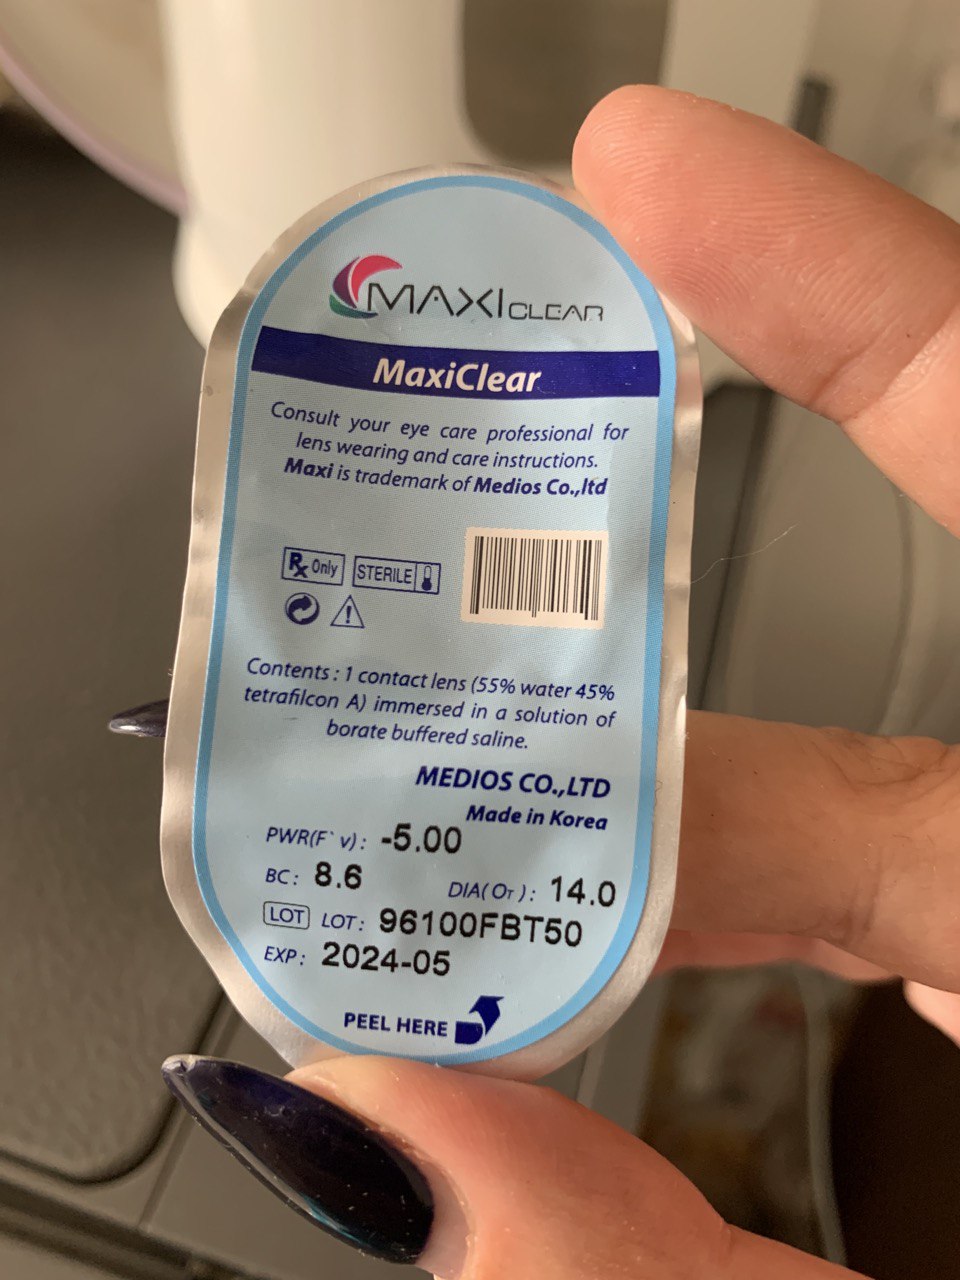 MAXICLEAR
MaxiClear
Consult your eye care professional for
lens wearing and care instructions.
Maxi is trademark of Medios Co.,ltd
Rx Only STERILE
Contents : 1 contact lens (55% water 45%
tetrafilcon A) immersed in a solution of
borate buffered saline.
MEDIOS CO.,LTD
Made in Korea
PWR(F`v) : -5.00
BC : 8.6 DIA(OT) : 14.0
LOT LOT : 96100FBT50
EXP : 2024-05
PEEL HERE